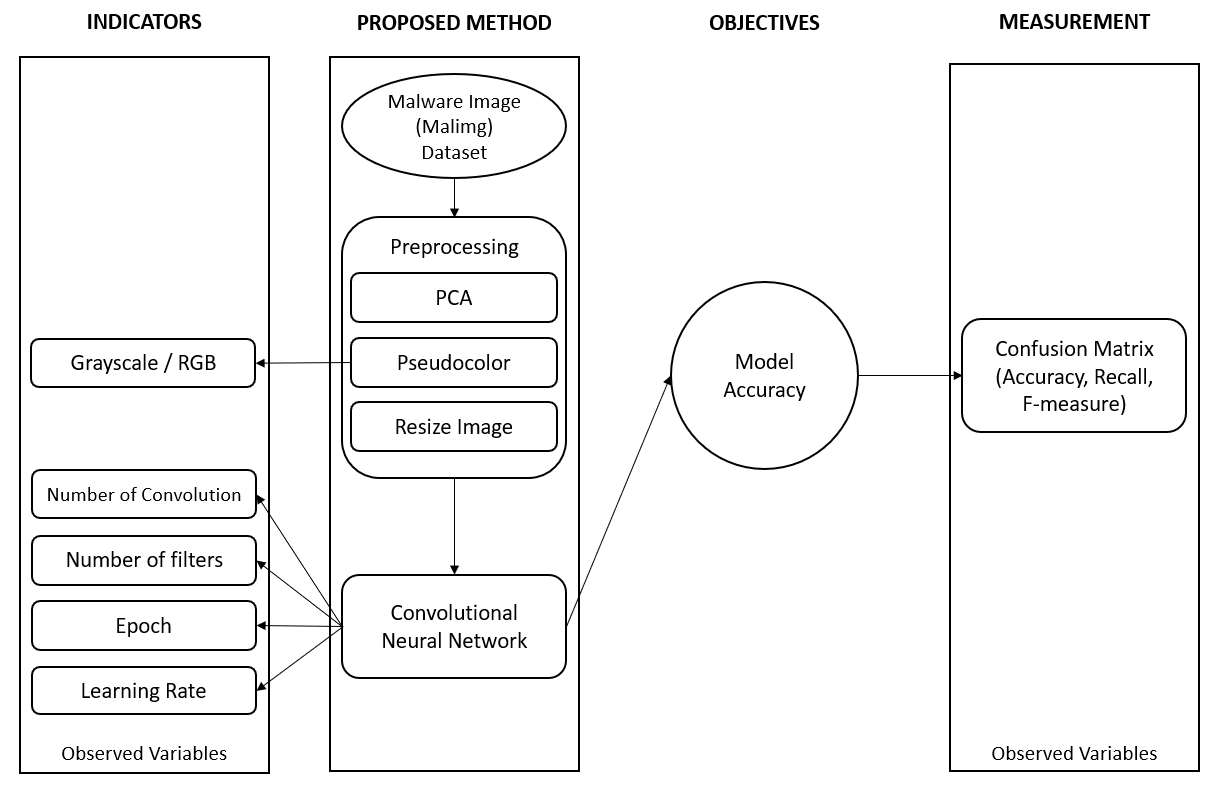 INDICATORS
PROPOSED METHOD
OBJECTIVES
MEASUREMENT
Malware Image
(Malimg)
Dataset
Preprocessing
PCA
Pseudocolor
Resize Image
Grayscale / RGB
Number of Convolution
Number of filters
Epoch
Learning Rate
Observed Variables
Convolutional
Neural Network
Model
Accuracy
Confusion Matrix
(Accuracy, Recall,
F-measure)
Observed Variables